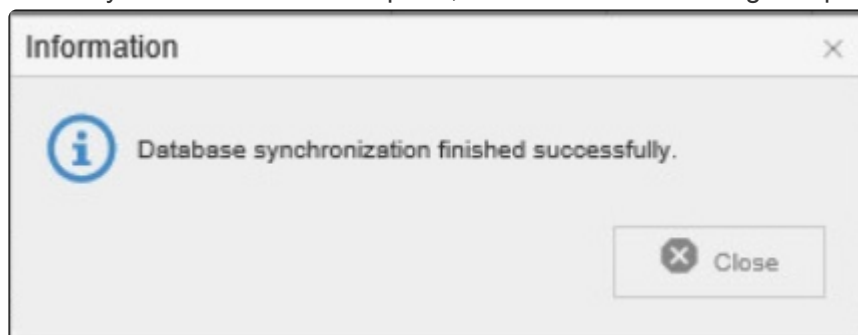 Information
Database synchronization finished successfully.
Close